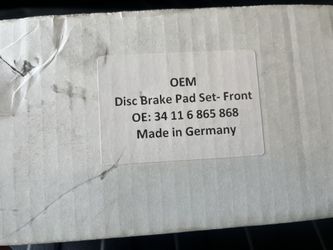 OEM
Disc Brake Pad Set- Front
OE: 34 11 6 865 868
Made in Germany